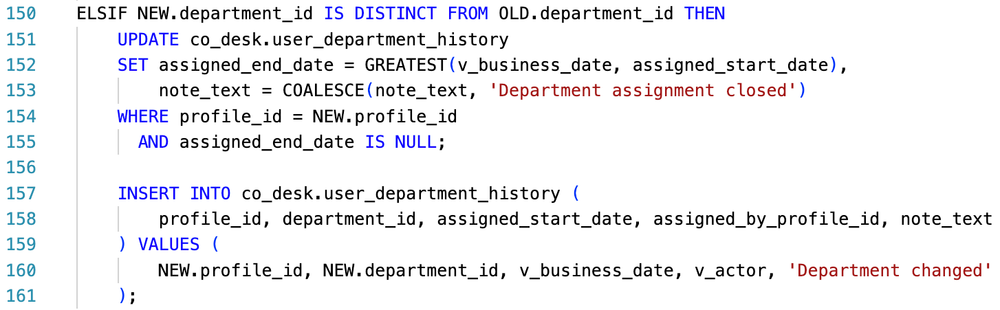 150 ELSIF NEW.department_id IS DISTINCT FROM OLD.department_id THEN
151 UPDATE co_desk.user_department_history
152 SET assigned_end_date = GREATEST(v_business_date, assigned_start_date),
153 note_text = COALESCE(note_text, 'Department assignment closed')
154 WHERE profile_id = NEW.profile_id
155 AND assigned_end_date IS NULL;
156
157 INSERT INTO co_desk.user_department_history (
158 profile_id, department_id, assigned_start_date, assigned_by_profile_id, note_text
159 ) VALUES (
160 NEW.profile_id, NEW.department_id, v_business_date, v_actor, 'Department changed'
161 );